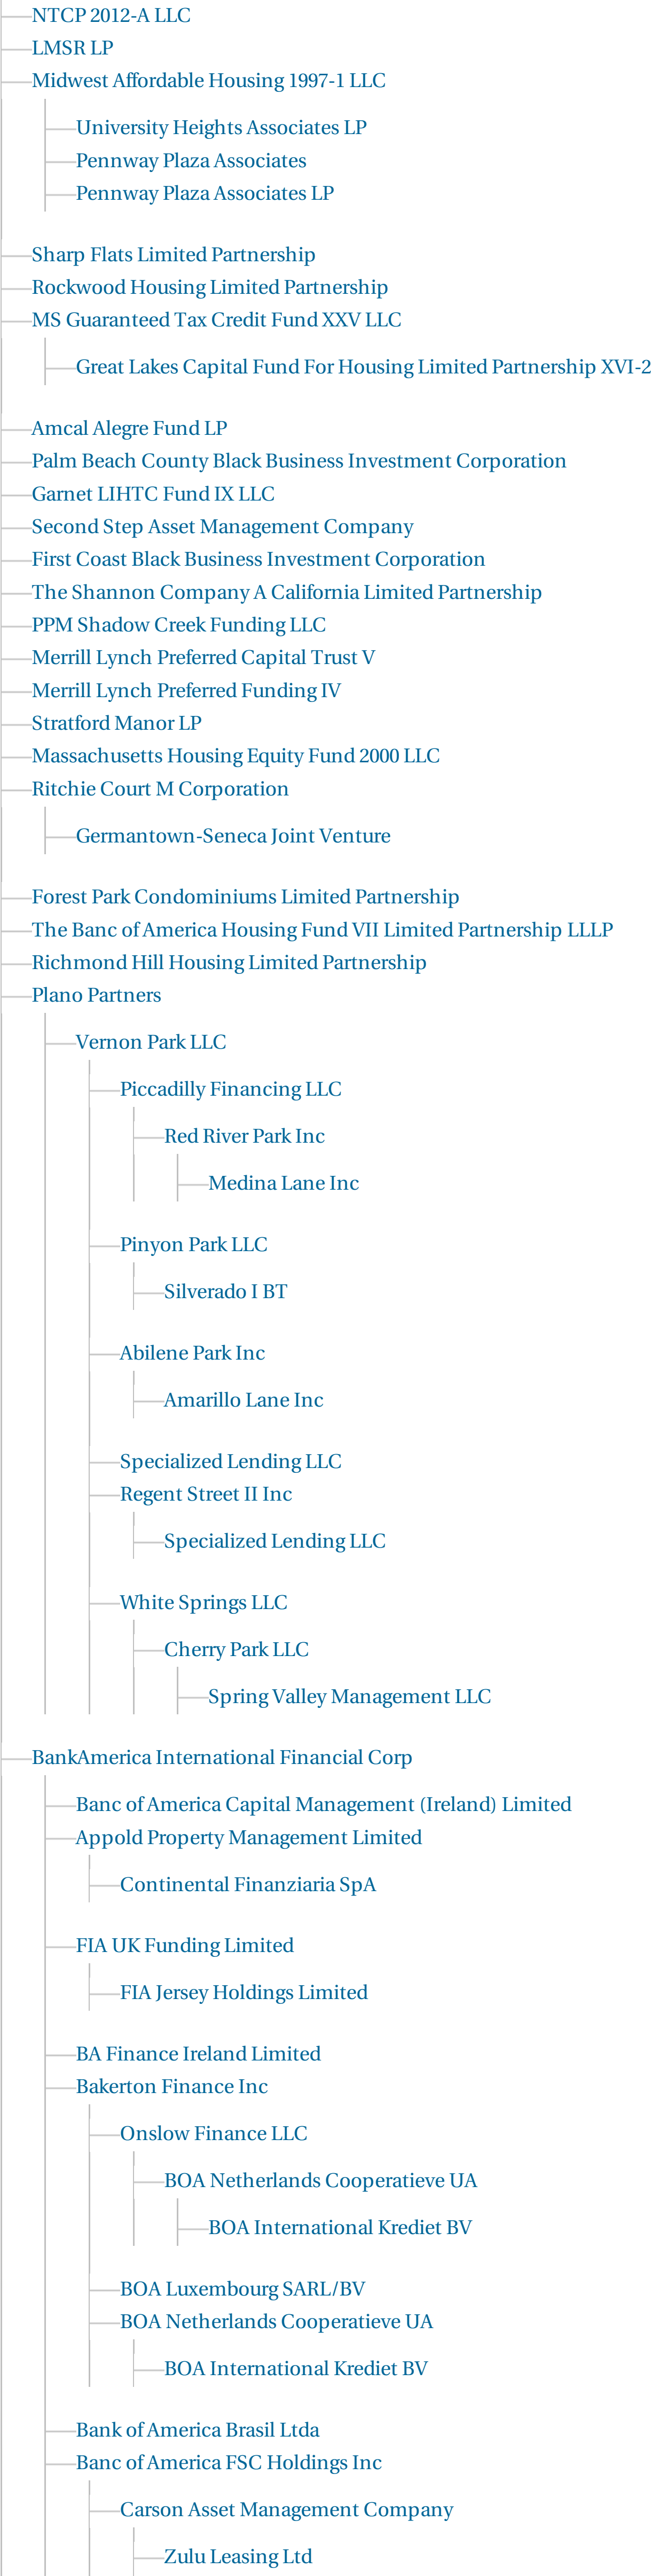 NTCP 2012-A LLC
LMSR LP
Midwest Affordable Housing 1997-1 LLC
University Heights Associates LP
Pennway Plaza Associates
Pennway Plaza Associates LP
Sharp Flats Limited Partnership
Rockwood Housing Limited Partnership
MS Guaranteed Tax Credit Fund XXV LLC
Great Lakes Capital Fund For Housing Limited Partnership XVI-2
Amcal Alegre Fund LP
Palm Beach County Black Business Investment Corporation
Garnet LIHTC Fund IX LLC
Second Step Asset Management Company
First Coast Black Business Investment Corporation
The Shannon Company A California Limited Partnership
PPM Shadow Creek Funding LLC
Merrill Lynch Preferred Capital Trust V
Merrill Lynch Preferred Funding IV
Stratford Manor LP
Massachusetts Housing Equity Fund 2000 LLC
Ritchie Court M Corporation
Germantown-Seneca Joint Venture
Forest Park Condominiums Limited Partnership
The Banc of America Housing Fund VII Limited Partnership LLLP
Richmond Hill Housing Limited Partnership
Plano Partners
Vernon Park LLC
Piccadilly Financing LLC
Red River Park Inc
Medina Lane Inc
Pinyon Park LLC
Silverado I BT
Abilene Park Inc
Amarillo Lane Inc
Specialized Lending LLC
Regent Street II Inc
Specialized Lending LLC
White Springs LLC
Cherry Park LLC
Spring Valley Management LLC
BankAmerica International Financial Corp
Banc of America Capital Management (Ireland) Limited
Appold Property Management Limited
Continental Finanziaria SpA
FIA UK Funding Limited
FIA Jersey Holdings Limited
BA Finance Ireland Limited
Bakerton Finance Inc
Onslow Finance LLC
BOA Netherlands Cooperatieve UA
BOA International Krediet BV
BOA Luxembourg SARL/BV
BOA Netherlands Cooperatieve UA
BOA International Krediet BV
Bank of America Brasil Ltda
Banc of America FSC Holdings Inc
Carson Asset Management Company
Zulu Leasing Ltd